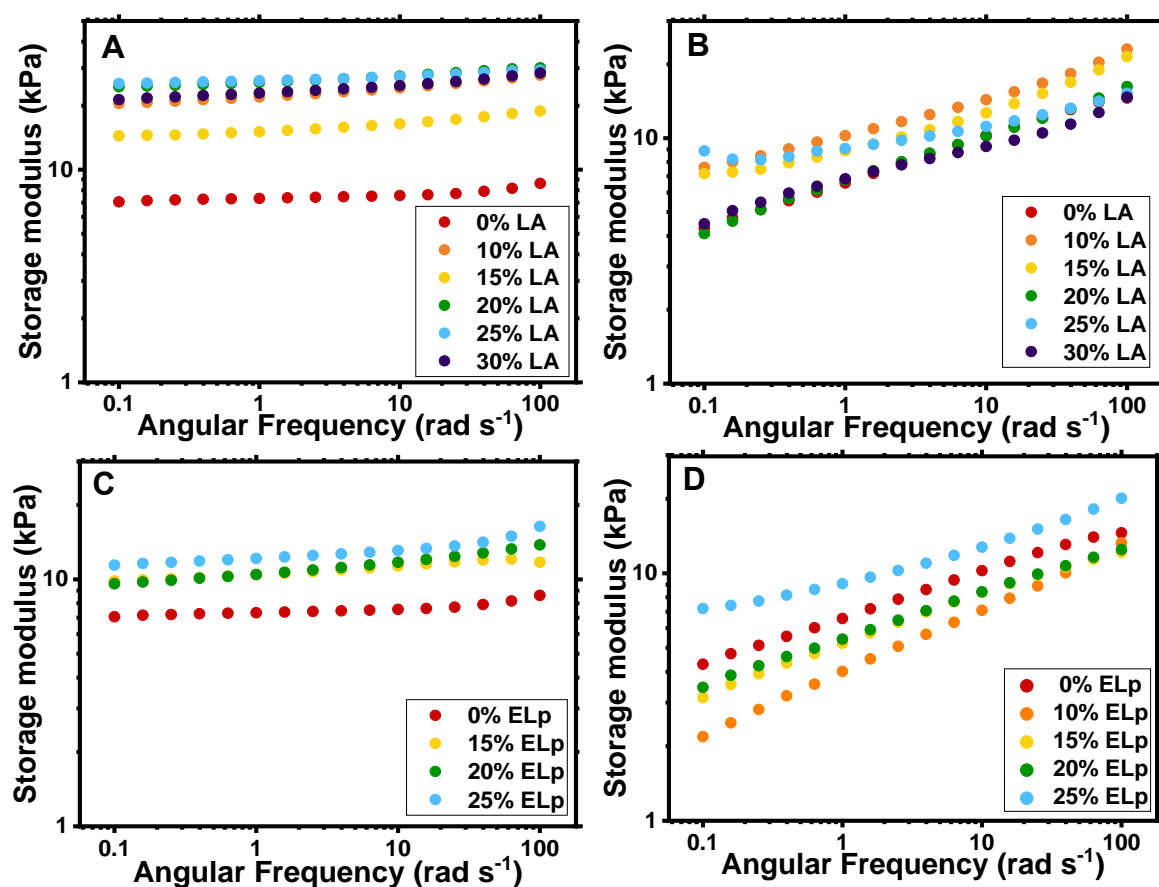 A
Storage modulus (kPa)
10
1
0% LA
10% LA
15% LA
20% LA
25% LA
30% LA
0.1 1 10 100
Angular Frequency (rad s⁻¹)
B
Storage modulus (kPa)
10
1
0% LA
10% LA
15% LA
20% LA
25% LA
30% LA
0.1 1 10 100
Angular Frequency (rad s⁻¹)
C
Storage modulus (kPa)
10
1
0% ELp
15% ELp
20% ELp
25% ELp
0.1 1 10 100
Angular Frequency (rad s⁻¹)
D
Storage modulus (kPa)
10
1
0% ELp
10% ELp
15% ELp
20% ELp
25% ELp
0.1 1 10 100
Angular Frequency (rad s⁻¹)